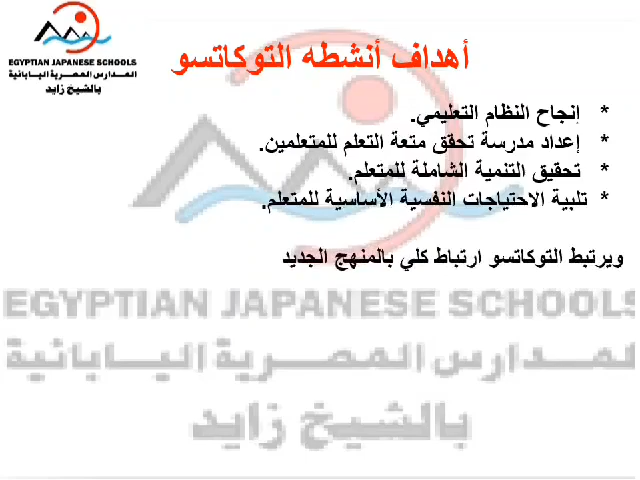 EGYPTIAN JAPANESE SCHOOLS
المدارس المصرية اليابانية
بالشيخ زايد
أهداف أنشطه التوكاتسو
* إنجاح النظام التعليمي.
* إعداد مدرسة تحقق متعة التعلم للمتعلمين.
* تحقيق التنمية الشاملة للمتعلم.
* تلبية الاحتياجات النفسية الأساسية للمتعلم.
ويرتبط التوكاتسو ارتباط كلي بالمنهج الجديد
EGYPTIAN JAPANESE SCHOOLS
المدارس المصرية اليابانية
بالشيخ زايد